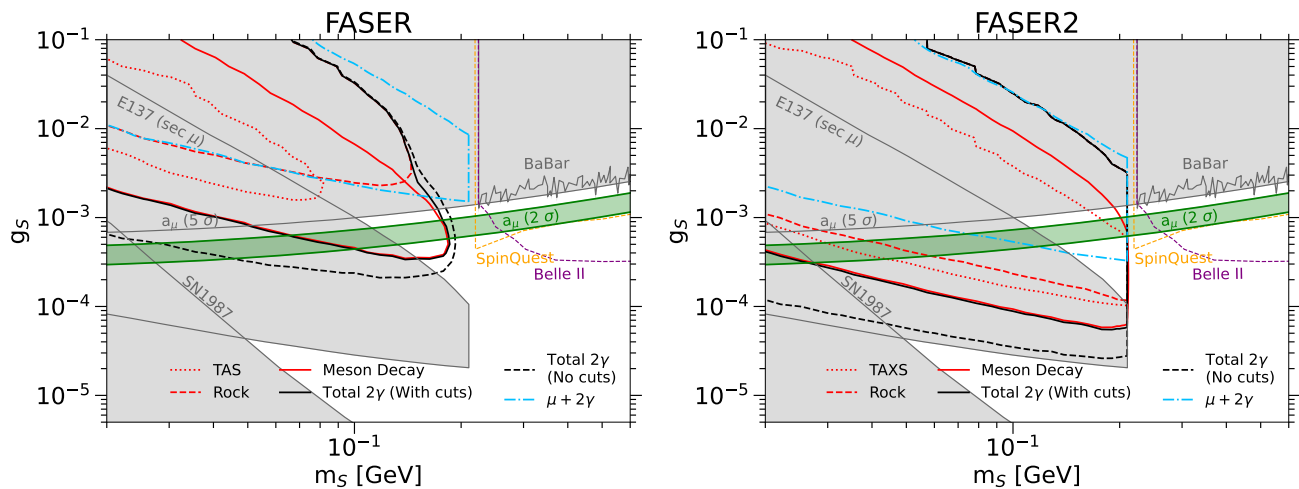 FASER
10⁻¹
10⁻²
10⁻³
10⁻⁴
10⁻⁵
g_S
E137 (sec μ)
BaBar
a_μ (5 σ)
a_μ (2 σ)
SpinQuest
Belle II
SN1987
TAS
Rock
Meson Decay
Total 2γ (With cuts)
Total 2γ
(No cuts)
μ + 2γ
10⁻¹
m_S [GeV]
FASER2
10⁻¹
10⁻²
10⁻³
10⁻⁴
10⁻⁵
g_S
E137 (sec μ)
BaBar
a_μ (5 σ)
a_μ (2 σ)
SpinQuest
Belle II
SN1987
TAXS
Rock
Meson Decay
Total 2γ (With cuts)
Total 2γ
(No cuts)
μ + 2γ
10⁻¹
m_S [GeV]